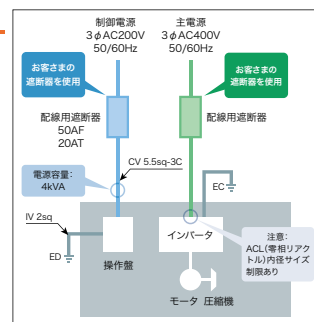 制御電源
3φAC200V
50/60Hz
主電源
3φAC400V
50/60Hz
お客さまの
遮断器を使用
お客さまの
遮断器を使用
配線用遮断器
50AF
20AT
配線用遮断器
CV 5.5sq-3C
電源容量:
4kVA
EC
IV 2sq
ED
操作盤
インバータ
注意:
ACL(零相リアク
トル)内径サイズ
制限あり
モータ 圧縮機